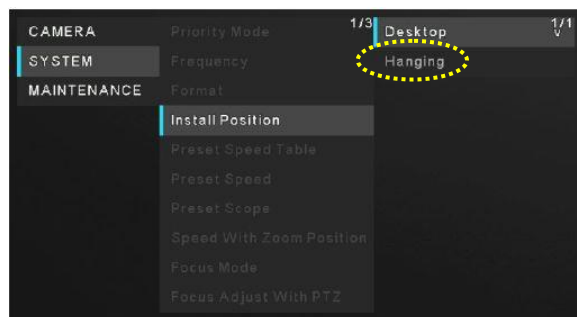 CAMERA
SYSTEM
MAINTENANCE
Priority Mode
1/3
Frequency
Format
Install Position
Preset Speed Table
Preset Speed
Preset Scope
Speed With Zoom Position
Focus Mode
Focus Adjust With PTZ
Desktop
1/1
Hanging